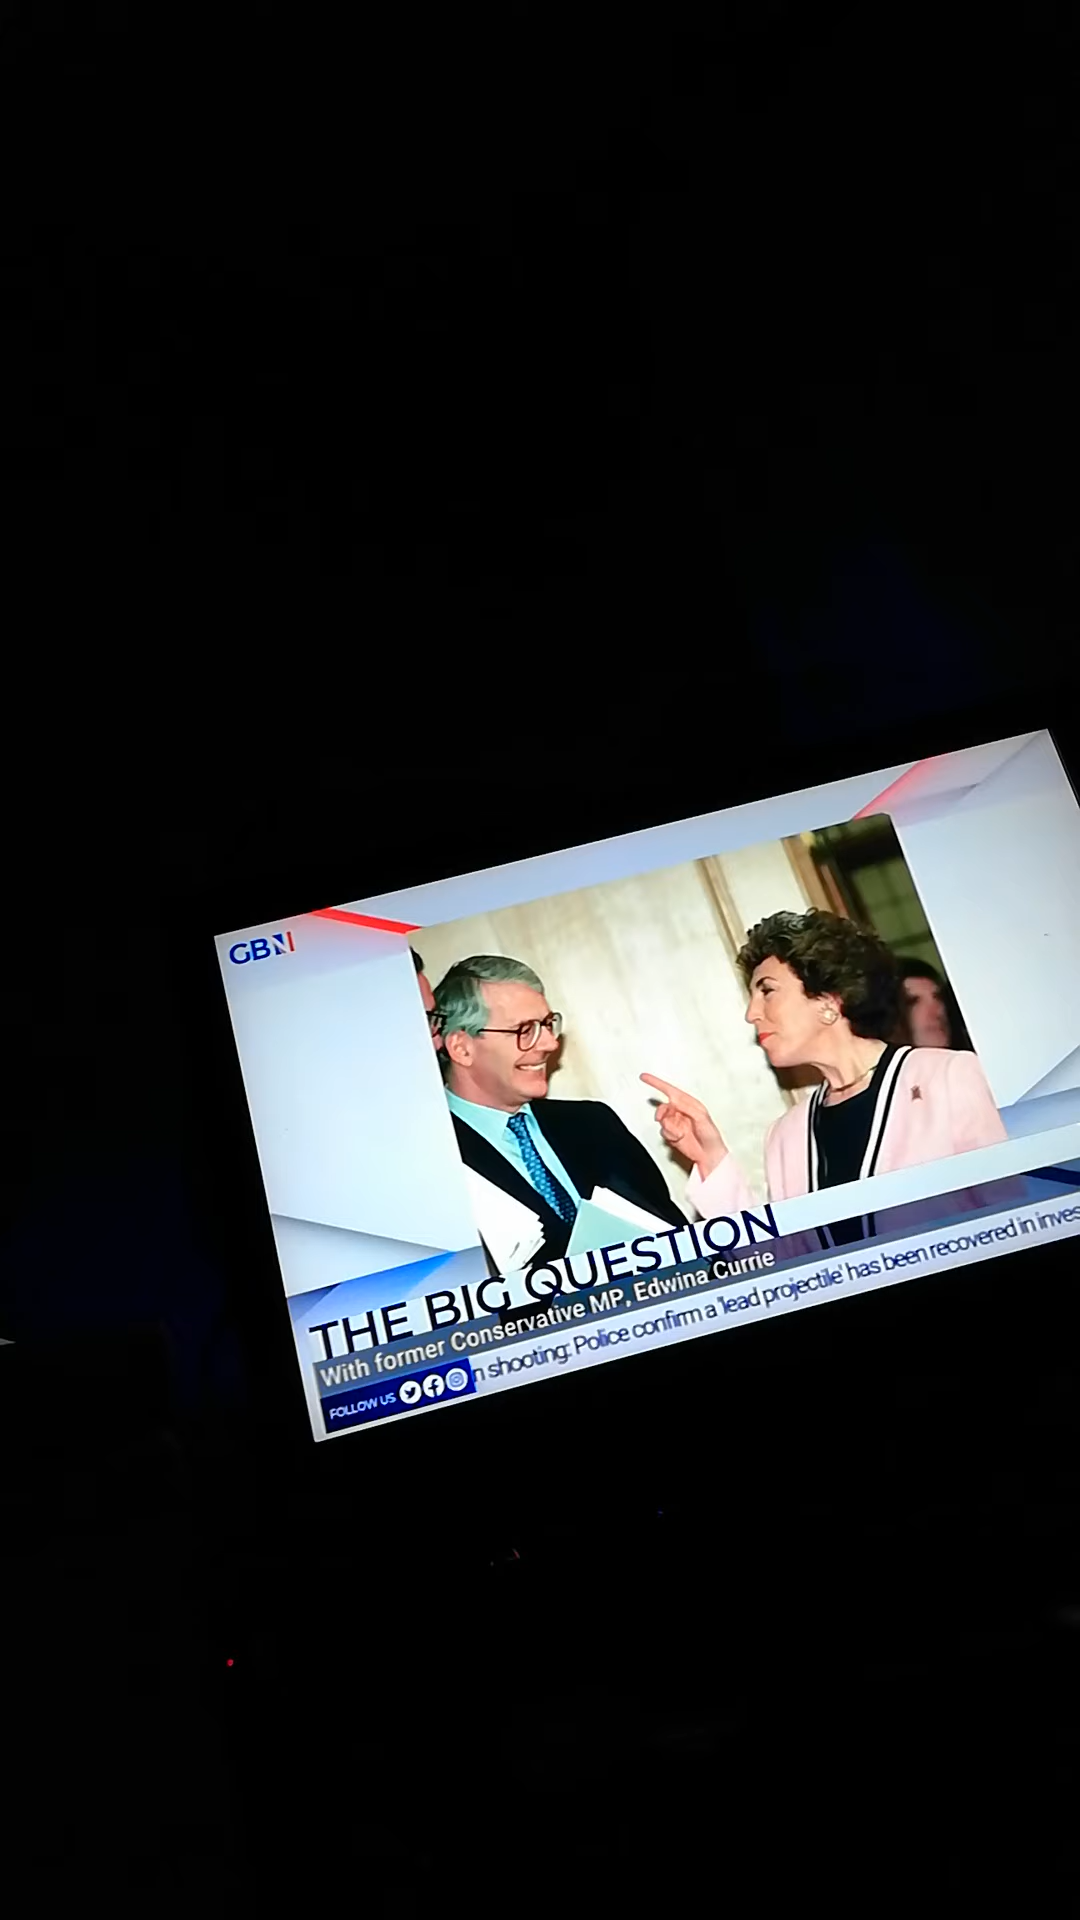 GBN
THE BIG QUESTION
With former Conservative MP, Edwina Currie
FOLLOW US
n shooting: Police confirm a 'lead projectile' has been recovered in inves